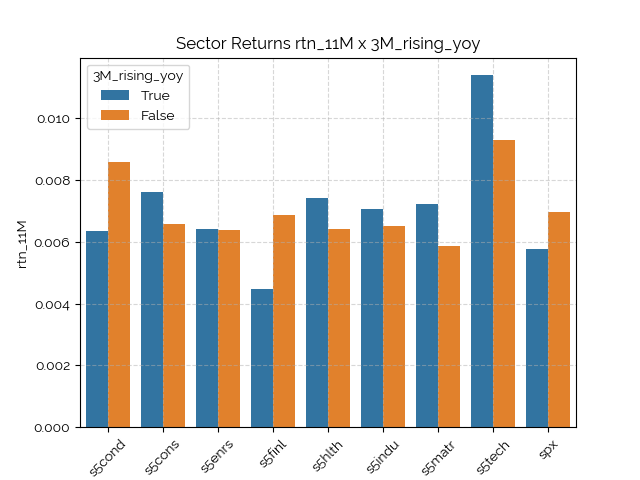 Sector Returns rtn_11M x 3M_rising_yoy
3M_rising_yoy
True
False
0.010
0.008
0.006
0.004
0.002
0.000
rtn_11M
s5cond
s5cons
s5enrs
s5finl
s5hlth
s5indu
s5matr
s5tech
spx